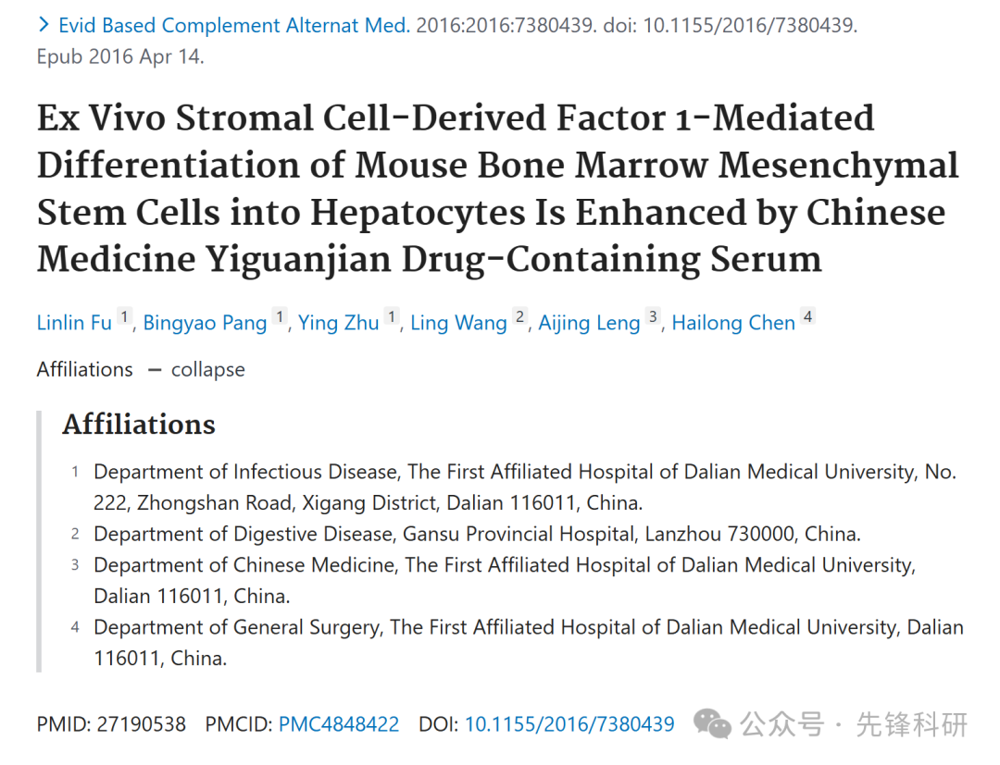 > Evid Based Complement Alternat Med. 2016:2016:7380439. doi: 10.1155/2016/7380439.
Epub 2016 Apr 14.
Ex Vivo Stromal Cell-Derived Factor 1-Mediated
Differentiation of Mouse Bone Marrow Mesenchymal
Stem Cells into Hepatocytes Is Enhanced by Chinese
Medicine Yiguanjian Drug-Containing Serum
Linlin Fu 1, Bingyao Pang 1, Ying Zhu 1, Ling Wang 2, Aijing Leng 3, Hailong Chen 4
Affiliations — collapse
Affiliations
1 Department of Infectious Disease, The First Affiliated Hospital of Dalian Medical University, No.
222, Zhongshan Road, Xigang District, Dalian 116011, China.
2 Department of Digestive Disease, Gansu Provincial Hospital, Lanzhou 730000, China.
3 Department of Chinese Medicine, The First Affiliated Hospital of Dalian Medical University,
Dalian 116011, China.
4 Department of General Surgery, The First Affiliated Hospital of Dalian Medical University, Dalian
116011, China.
PMID: 27190538 PMCID: PMC4848422 DOI: 10.1155/2016/7380439 公众号 · 先锋科研